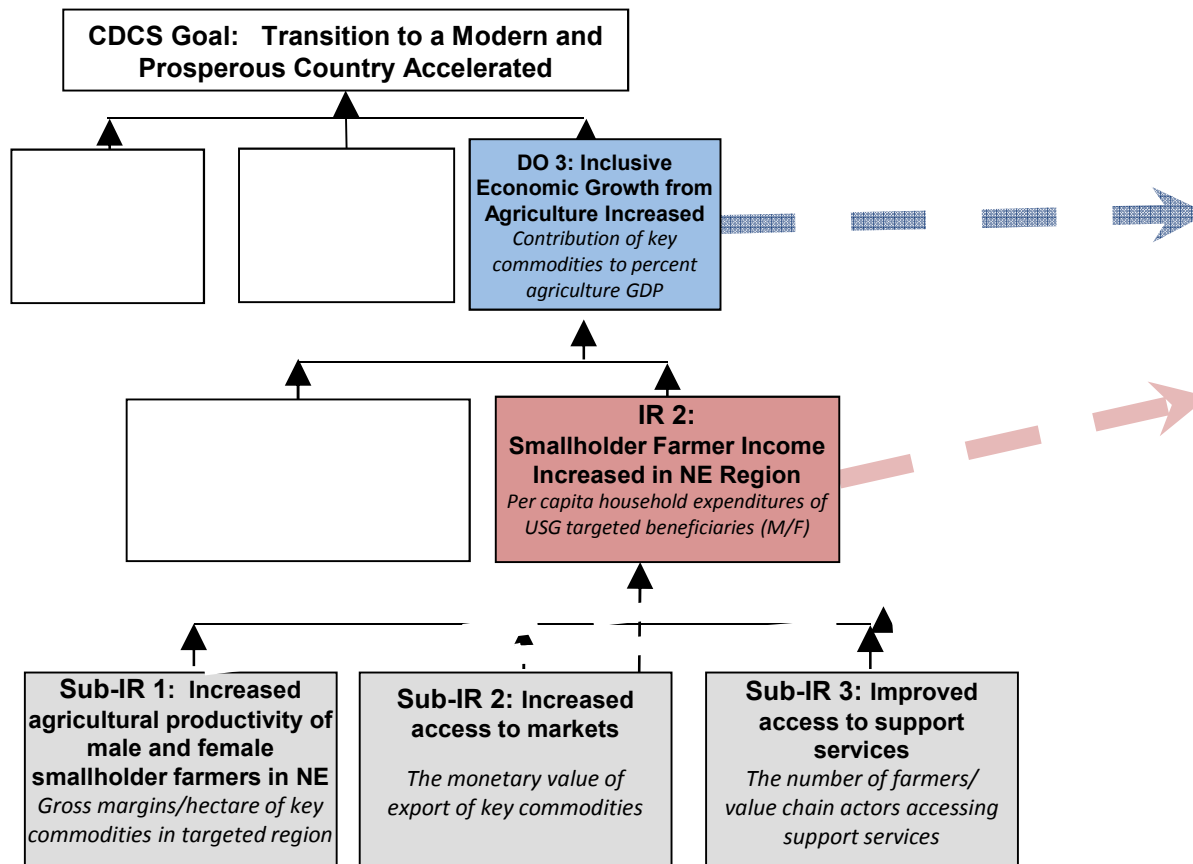 CDCS Goal: Transition to a Modern and
Prosperous Country Accelerated
DO 3: Inclusive
Economic Growth from
Agriculture Increased
Contribution of key
commodities to percent
agriculture GDP
IR 2:
Smallholder Farmer Income
Increased in NE Region
Per capita household expenditures of
USG targeted beneficiaries (M/F)
Sub-IR 1: Increased
agricultural productivity of
male and female
smallholder farmers in NE
Gross margins/hectare of key
commodities in targeted region
Sub-IR 2: Increased
access to markets
The monetary value of
export of key commodities
Sub-IR 3: Improved
access to support
services
The number of farmers/
value chain actors accessing
support services